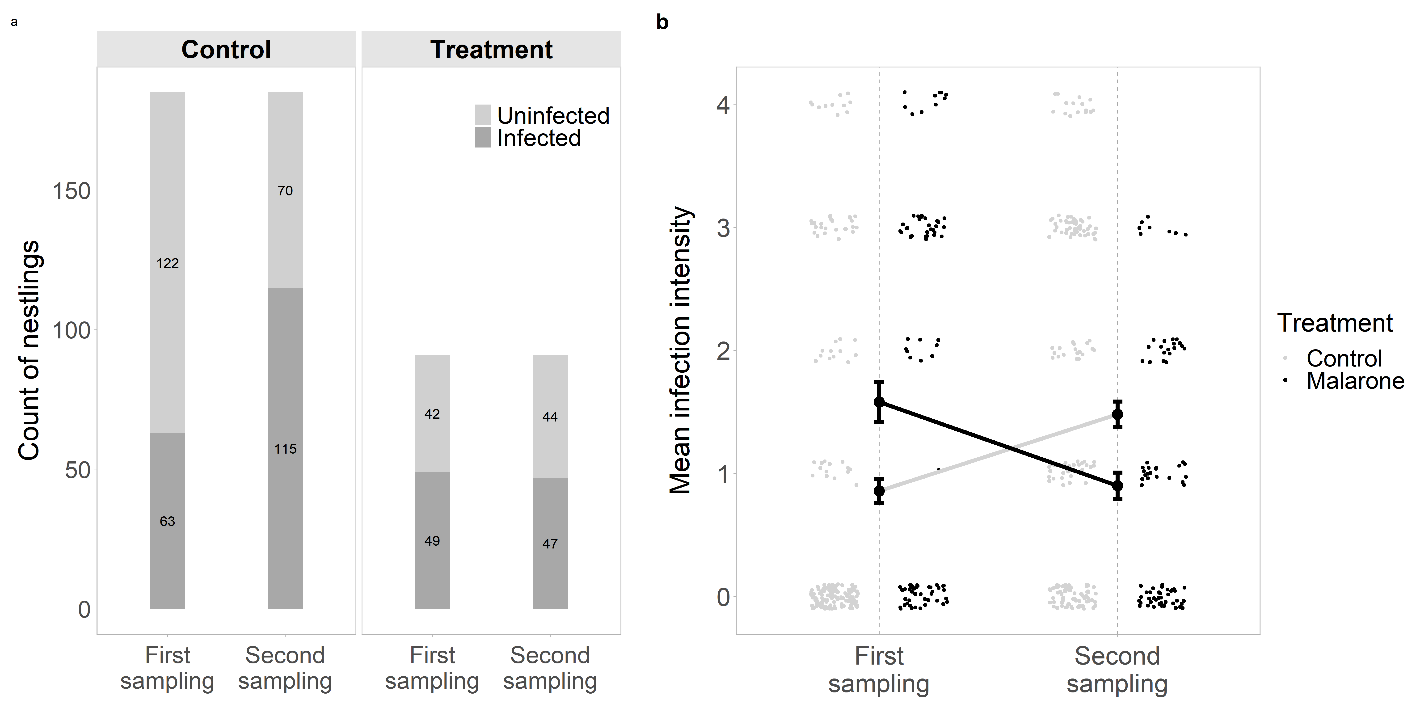 a
Control
Treatment
Uninfected
Infected
Count of nestlings
150
100
50
0
122
63
70
115
42
49
44
47
First
sampling
Second
sampling
First
sampling
Second
sampling
b
Mean infection intensity
4
3
2
1
0
First
sampling
Second
sampling
Treatment
Control
Malarone